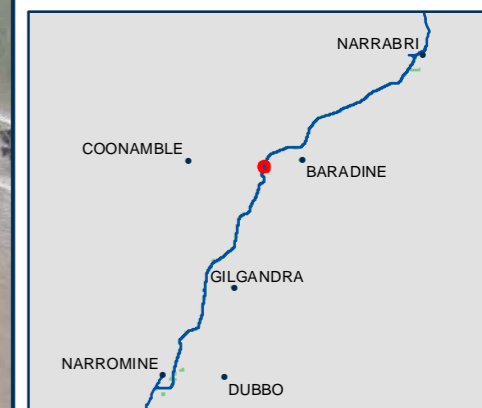 NARRABRI
COONAMBLE
BARADINE
GILGANDRA
NARROMINE
DUBBO